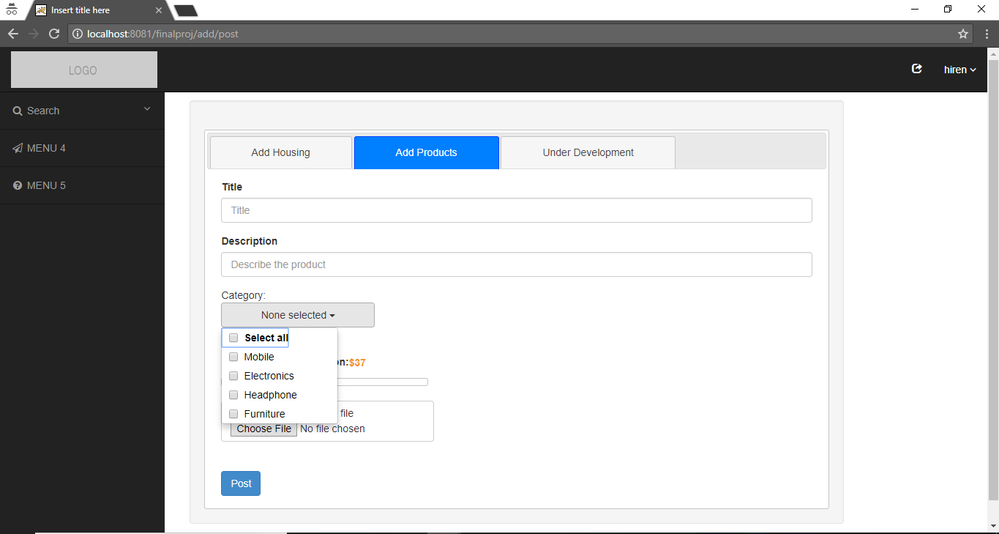 Insert title here
localhost:8081/finalproj/add/post
LOGO
hiren
Search
MENU 4
MENU 5
Add Housing Add Products Under Development
Title
Title
Description
Describe the product
Category:
None selected
Select all
Mobile
Electronics
Headphone
Furniture
on:$37
file
Choose File No file chosen
Post